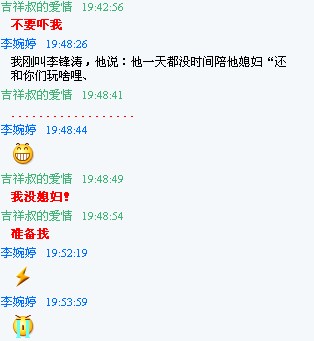 吉祥叔的爱情 19:42:56
不要吓我
李婉婷 19:48:26
我刚叫李锋涛，他说：他一天都没时间陪他媳妇“还
和你们玩啥哩、
吉祥叔的爱情 19:48:41
..................
李婉婷 19:48:44
吉祥叔的爱情 19:48:49
我没媳妇！
吉祥叔的爱情 19:48:54
准备找
李婉婷 19:52:19
李婉婷 19:53:59